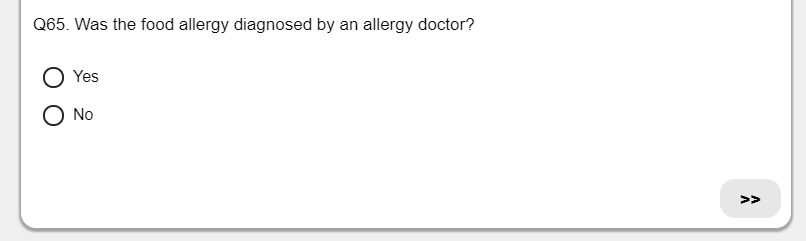 Q65. Was the food allergy diagnosed by an allergy doctor?
Yes
No
>>